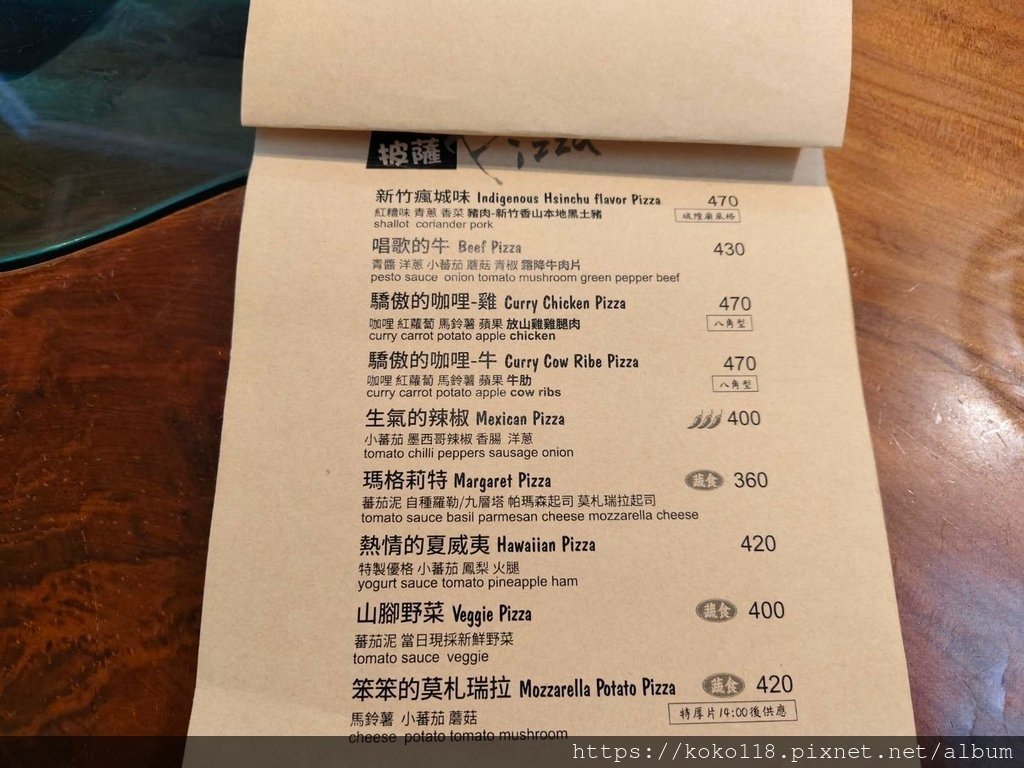 披薩 Pizza
新竹瘋城味 Indigenous Hsinchu flavor Pizza 470
紅糟味 青蔥 香菜 豬肉-新竹香山本地黑土豬 城隍廟風格
shallot coriander pork
唱歌的牛 Beef Pizza 430
青醬 洋蔥 小蕃茄 蘑菇 青椒 霜降牛肉片
pesto sauce onion tomato mushroom green pepper beef
驕傲的咖哩-雞 Curry Chicken Pizza 470
咖哩 紅蘿蔔 馬鈴薯 蘋果 放山雞雞腿肉 八角型
curry carrot potato apple chicken
驕傲的咖哩-牛 Curry Cow Ribe Pizza 470
咖哩 紅蘿蔔 馬鈴薯 蘋果 牛肋 八角型
curry carrot potato apple cow ribs
生氣的辣椒 Mexican Pizza 400
小蕃茄 墨西哥辣椒 香腸 洋蔥
tomato chilli peppers sausage onion
瑪格莉特 Margaret Pizza 蔬食 360
蕃茄泥 自種羅勒/九層塔 帕瑪森起司 莫札瑞拉起司
tomato sauce basil parmesan cheese mozzarella cheese
熱情的夏威夷 Hawaiian Pizza 420
特製優格 小蕃茄 鳳梨 火腿
yogurt sauce tomato pineapple ham
山腳野菜 Veggie Pizza 蔬食 400
蕃茄泥 當日現採新鮮野菜
tomato sauce veggie
笨笨的莫札瑞拉 Mozzarella Potato Pizza 蔬食 420
馬鈴薯 小蕃茄 蘑菇 特厚片14:00後供應
cheese potato tomato mushroom
https://koko118.pixnet.net/album